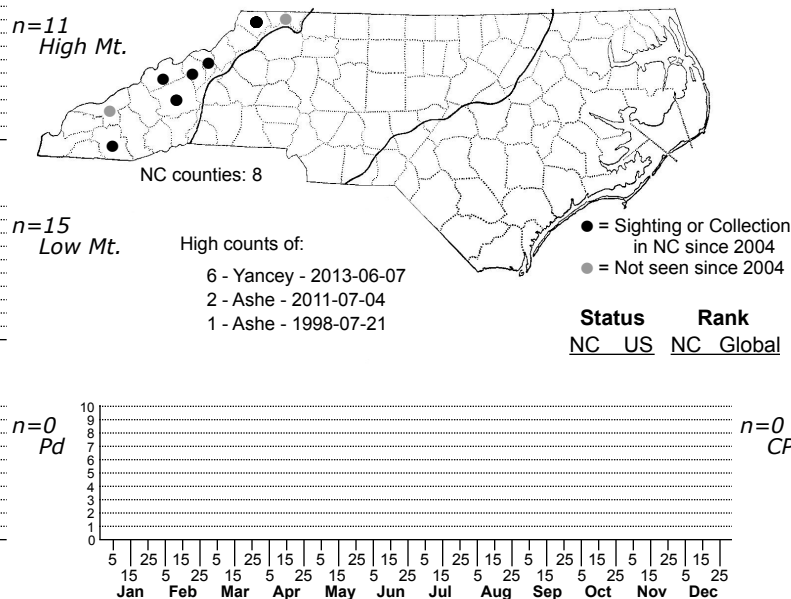 n=11
High Mt.
NC counties: 8
n=15
Low Mt.
High counts of:
6 - Yancey - 2013-06-07
2 - Ashe - 2011-07-04
1 - Ashe - 1998-07-21
● = Sighting or Collection
in NC since 2004
● = Not seen since 2004
Status Rank
NC US NC Global
n=0
Pd
n=0
CP
10
9
8
7
6
5
4
3
2
1
0
5 25 15 5 25 15 5 25 15 5 25 15 5 25 15 5 25 15
15 5 25 15 5 25 15 5 25 15 5 25 15 5 25 15 5 25
Jan Feb Mar Apr May Jun Jul Aug Sep Oct Nov Dec